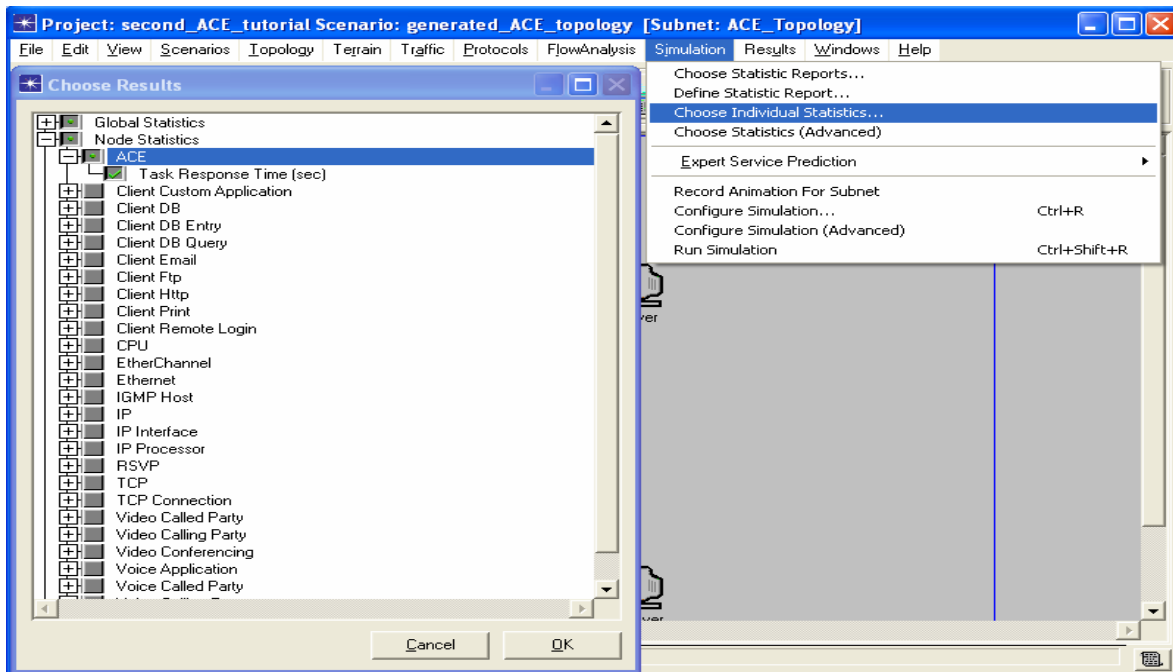 Project: second_ACE_tutorial Scenario: generated_ACE_topology [Subnet: ACE_Topology]
File Edit View Scenarios Topology Terrain Traffic Protocols FlowAnalysis Simulation Results Windows Help
Choose Results
Global Statistics
Node Statistics
ACE
Task Response Time (sec)
Client Custom Application
Client DB
Client DB Entry
Client DB Query
Client Email
Client Ftp
Client Http
Client Print
Client Remote Login
CPU
EtherChannel
Ethernet
IGMP Host
IP
IP Interface
IP Processor
RSVP
TCP
TCP Connection
Video Called Party
Video Calling Party
Video Conferencing
Voice Application
Voice Called Party
Cancel OK
Choose Statistic Reports...
Define Statistic Report...
Choose Individual Statistics...
Choose Statistics (Advanced)
Expert Service Prediction
Record Animation For Subnet
Configure Simulation... Ctrl+R
Configure Simulation (Advanced)
Run Simulation Ctrl+Shift+R
ver